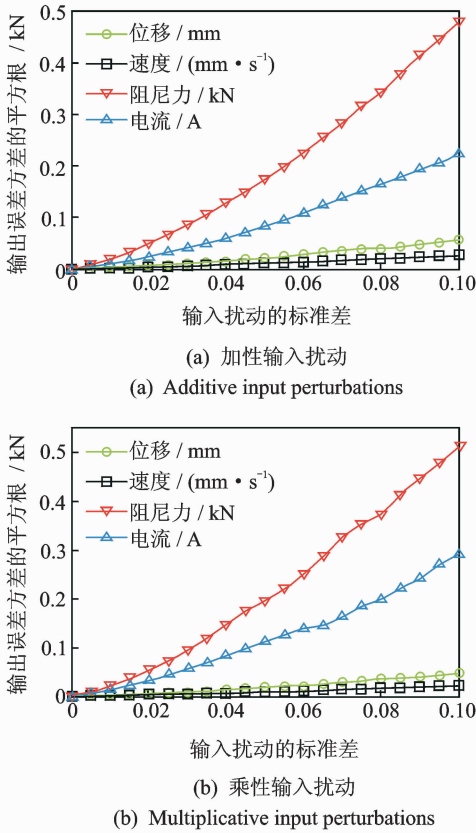 0.5
0.4
0.3
0.2
0.1
0
输出误差方差的平方根 / kN
位移 / mm
速度 / (mm·s⁻¹)
阻尼力 / kN
电流 / A
0 0.02 0.04 0.06 0.08 0.10
输入扰动的标准差
(a) 加性输入扰动
(a) Additive input perturbations
0.5
0.4
0.3
0.2
0.1
0
输出误差方差的平方根 / kN
位移 / mm
速度 / (mm·s⁻¹)
阻尼力 / kN
电流 / A
0 0.02 0.04 0.06 0.08 0.10
输入扰动的标准差
(b) 乘性输入扰动
(b) Multiplicative input perturbations